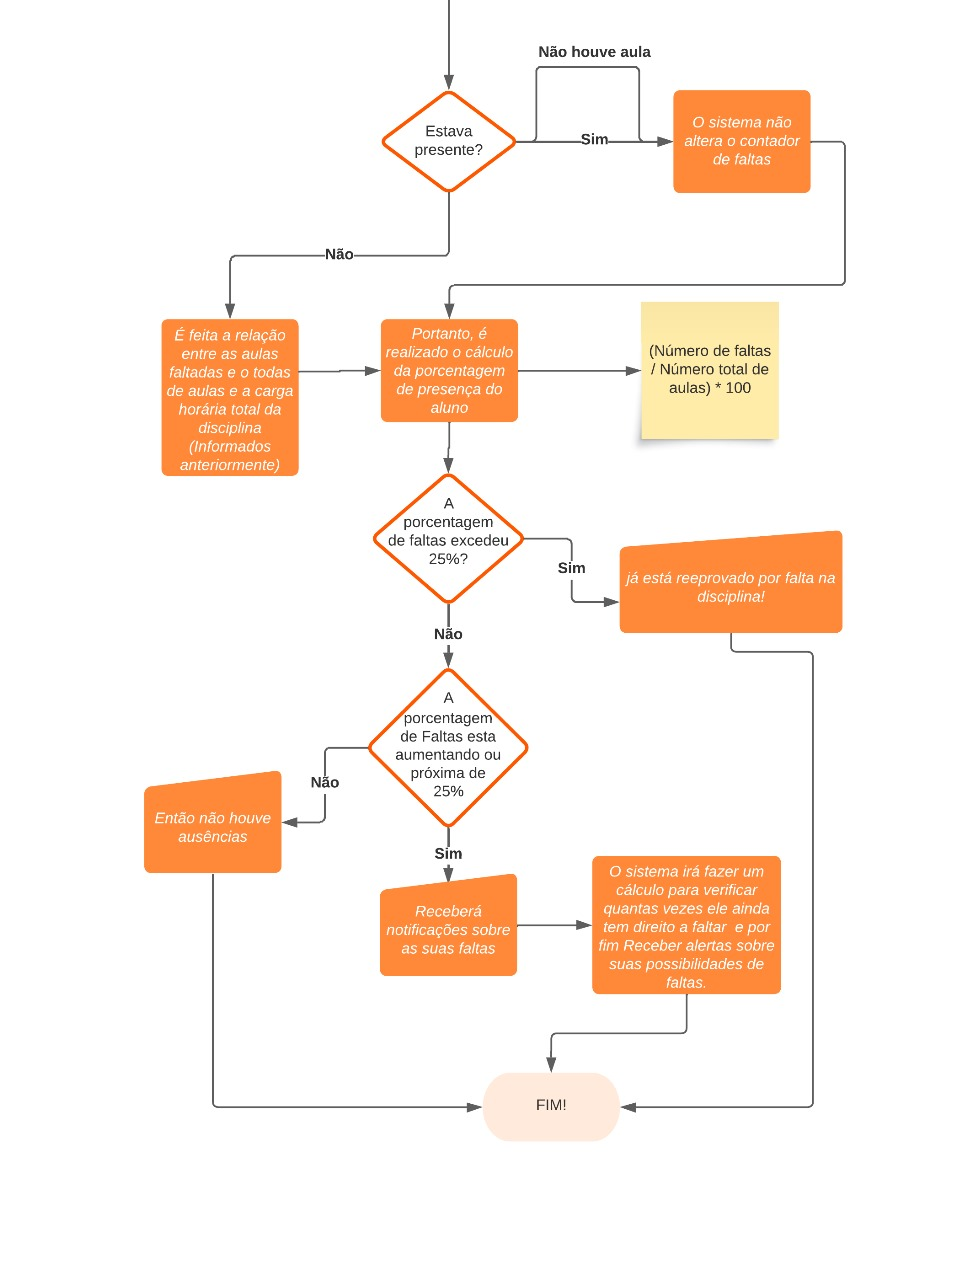 Não houve aula
Estava
presente?
Sim
O sistema não
altera o contador
de faltas
Não
É feita a relação
entre as aulas
faltadas e o todas
de aulas e a carga
horária total da
disciplina
(Informados
anteriormente)
Portanto, é
realizado o cálculo
da porcentagem
de presença do
aluno
(Número de faltas
/ Número total de
aulas) * 100
A
porcentagem
de faltas excedeu
25%?
Sim
já está reeprovado por falta na
disciplina!
Não
A
porcentagem
de Faltas esta
aumentando ou
próxima de
25%
Não
Então não houve
ausências
Sim
Receberá
notificações sobre
as suas faltas
O sistema irá fazer um
cálculo para verificar
quantas vezes ele ainda
tem direito a faltar e por
fim Receber alertas sobre
suas possibilidades de
faltas.
FIM!